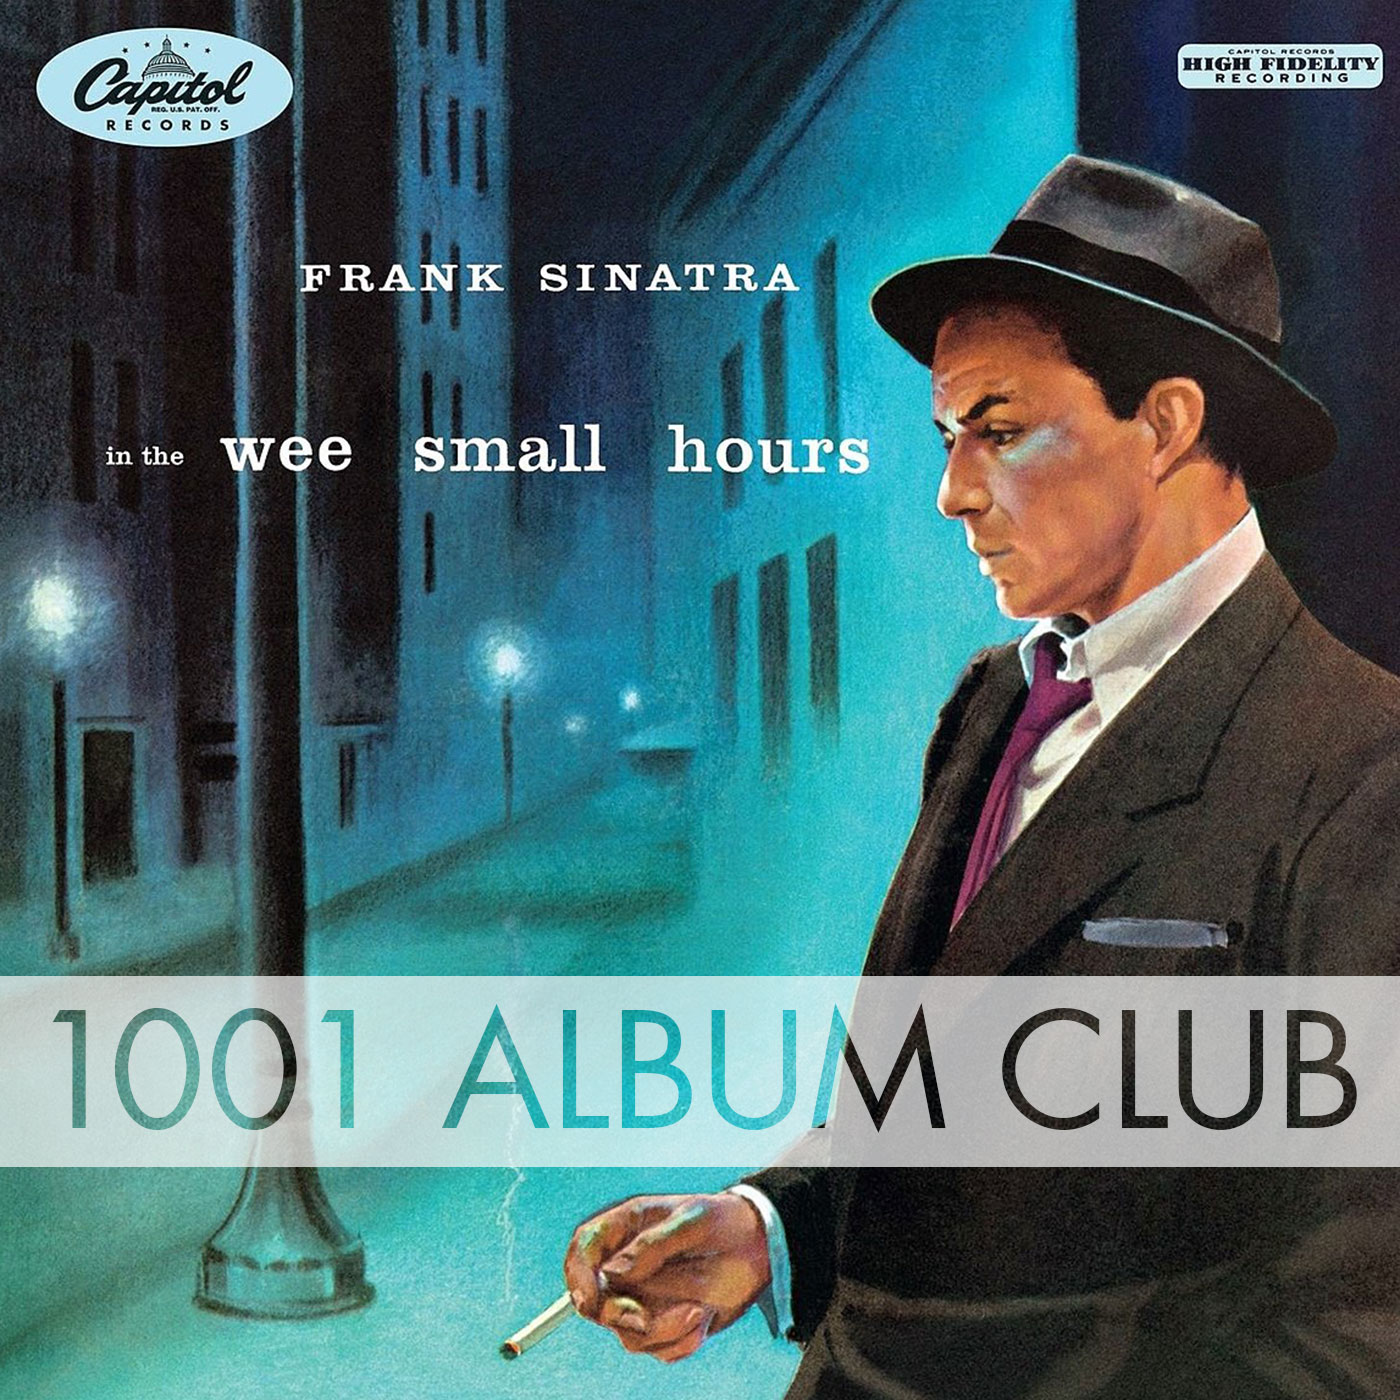 Capitol
REG. U.S. PAT. OFF.
RECORDS
CAPITOL RECORDS
HIGH FIDELITY
RECORDING
FRANK SINATRA
in the wee small hours
1001 ALBUM CLUB